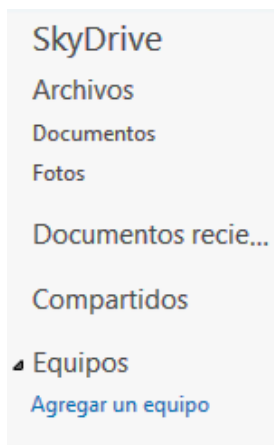 SkyDrive
Archivos
Documentos
Fotos
Documentos recie...
Compartidos
Equipos
Agregar un equipo